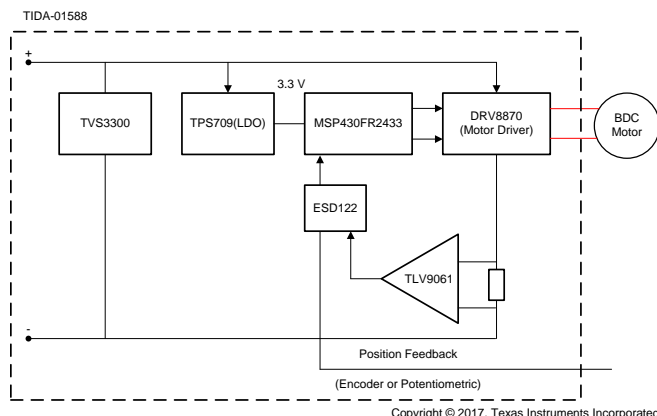 TIDA-01588
+
3.3 V
TVS3300
TPS709(LDO)
MSP430FR2433
DRV8870
(Motor Driver)
BDC
Motor
ESD122
TLV9061
-
Position Feedback
(Encoder or Potentiometric)
Copyright © 2017, Texas Instruments Incorporated